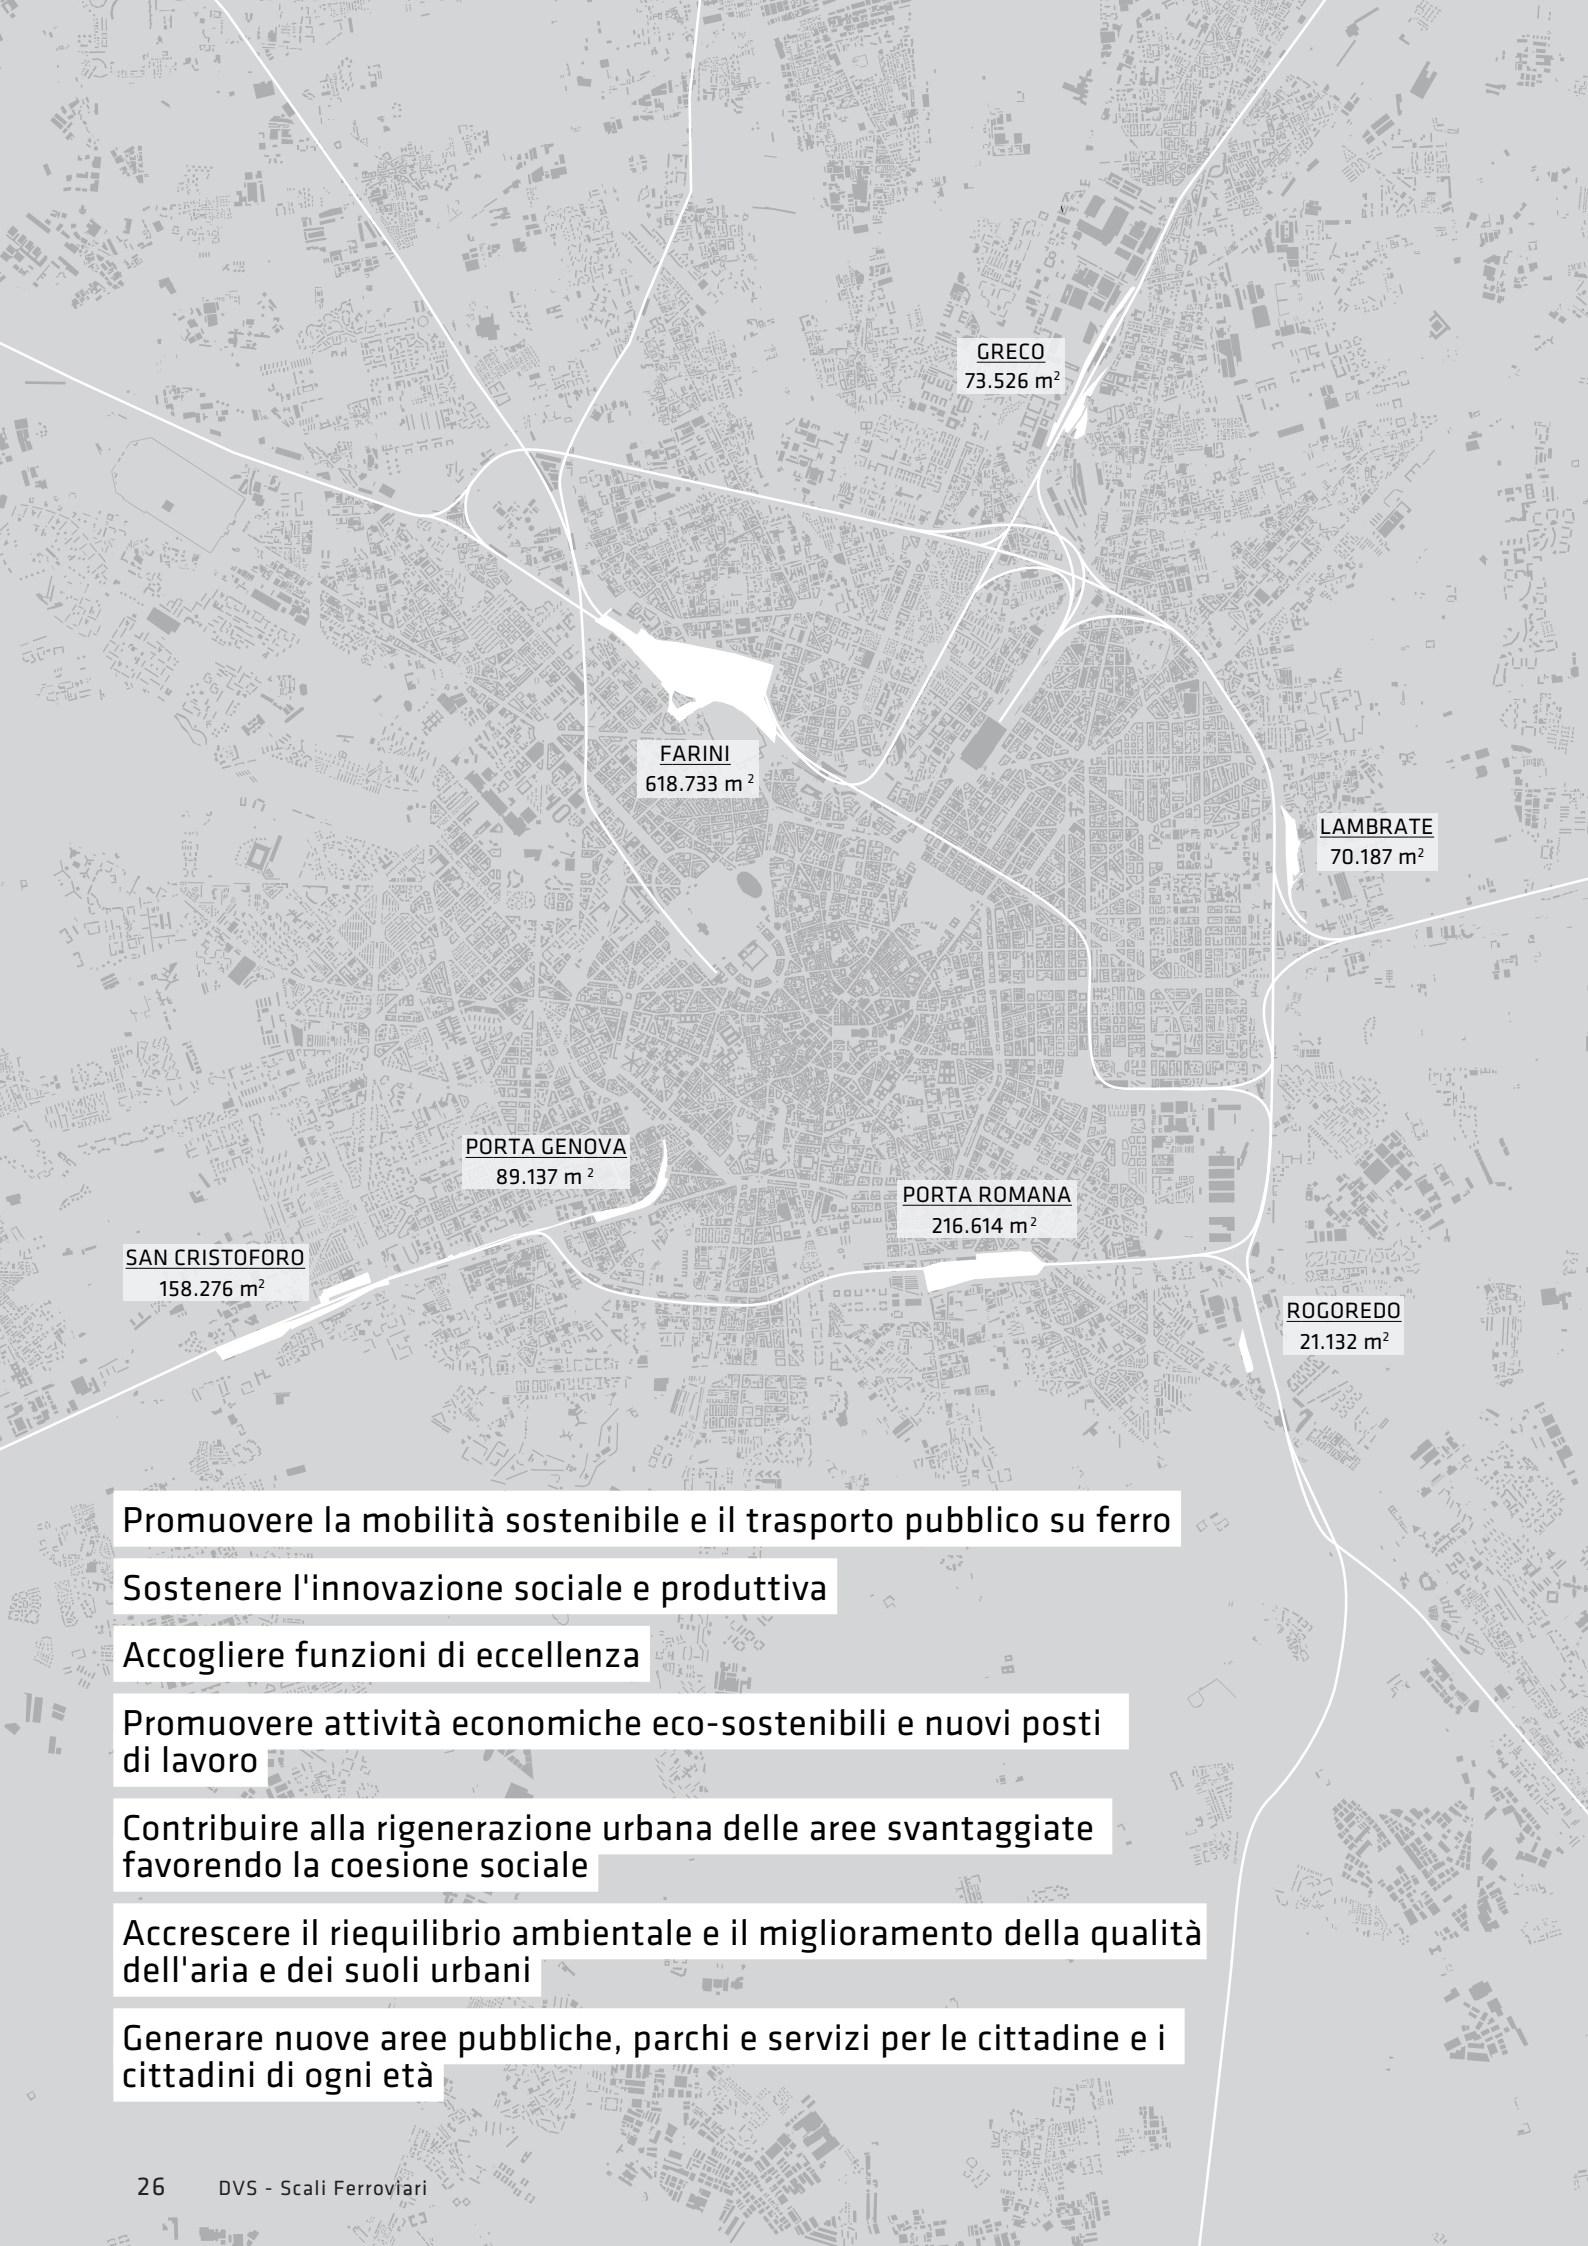 GRECO
73.526 m²
FARINI
618.733 m ²
LAMBRATE
70.187 m²
PORTA GENOVA
89.137 m ²
PORTA ROMANA
216.614 m²
SAN CRISTOFORO
158.276 m²
ROGOREDO
21.132 m²
Promuovere la mobilità sostenibile e il trasporto pubblico su ferro
Sostenere l'innovazione sociale e produttiva
Accogliere funzioni di eccellenza
Promuovere attività economiche eco-sostenibili e nuovi posti
di lavoro
Contribuire alla rigenerazione urbana delle aree svantaggiate
favorendo la coesione sociale
Accrescere il riequilibrio ambientale e il miglioramento della qualità
dell'aria e dei suoli urbani
Generare nuove aree pubbliche, parchi e servizi per le cittadine e i
cittadini di ogni età
26 DVS - Scali Ferroviari